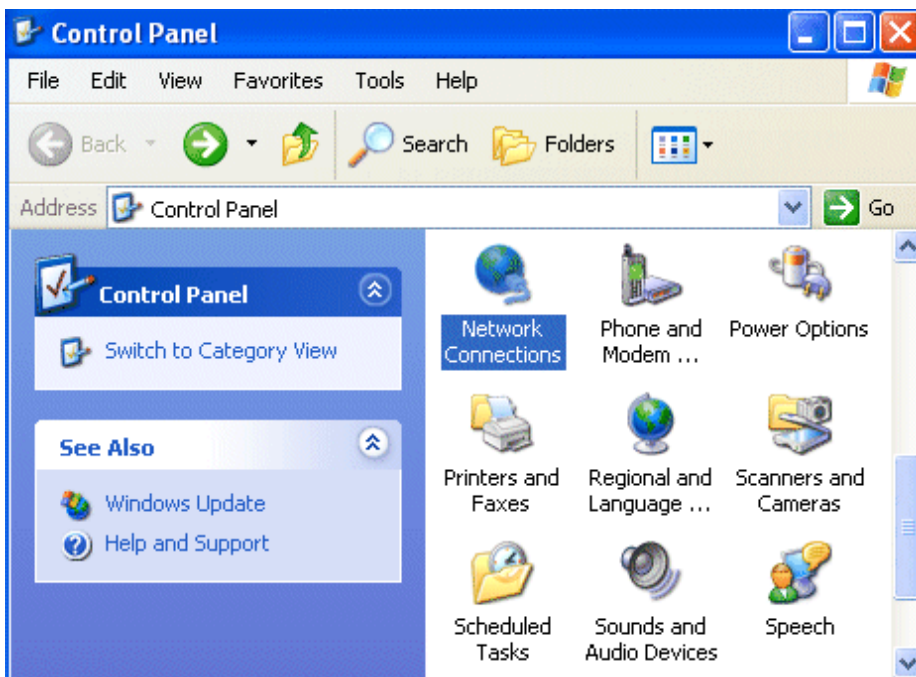 Control Panel
File Edit View Favorites Tools Help
Back Search Folders
Address Control Panel Go
Control Panel
Switch to Category View
See Also
Windows Update
Help and Support
Network
Connections
Phone and
Modem ...
Power Options
Printers and
Faxes
Regional and
Language ...
Scanners and
Cameras
Scheduled
Tasks
Sounds and
Audio Devices
Speech